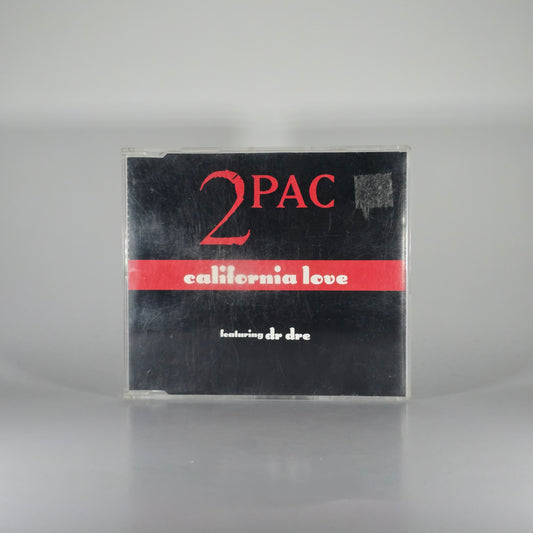 2PAC
california love
featuring dr dre